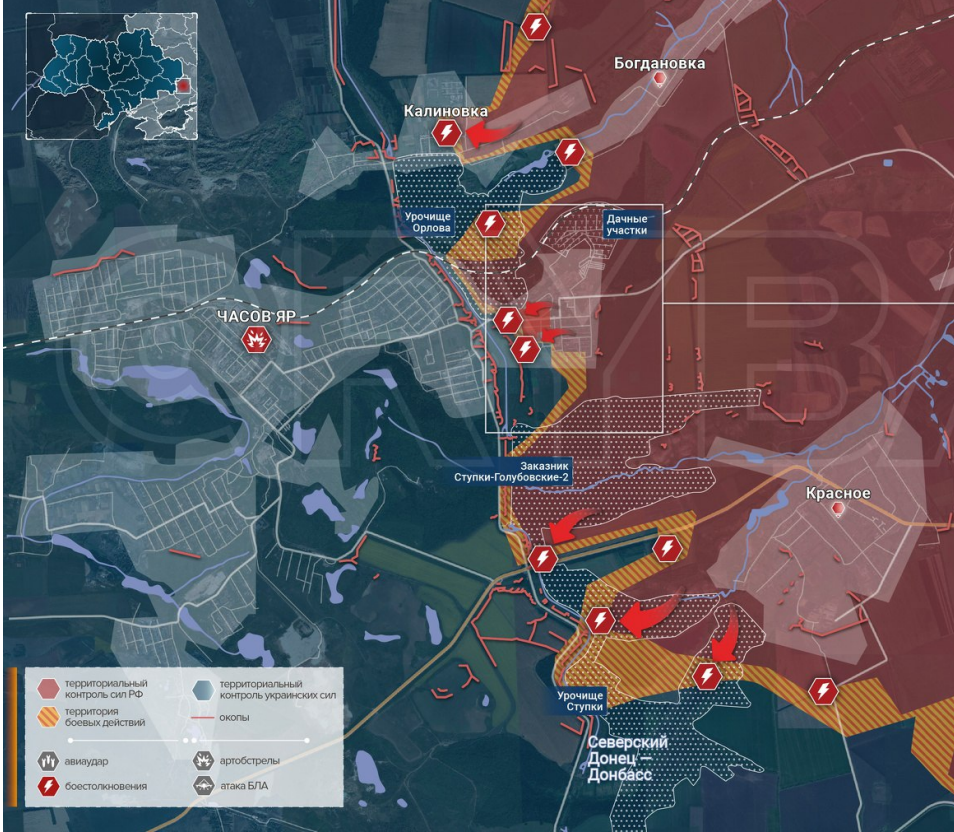 Богдановка
Калиновка
Урочище
Орлова
Дачные
участки
ЧАСОВ ЯР
Заказник
Ступки-Голубовские-2
Красное
Урочище
Ступки
Северский
Донец —
Донбасс
территориальный
контроль сил РФ
территориальный
контроль украинских сил
территория
боевых действий
окопы
авиаудар
артобстрелы
боестолкновения
атака БЛА